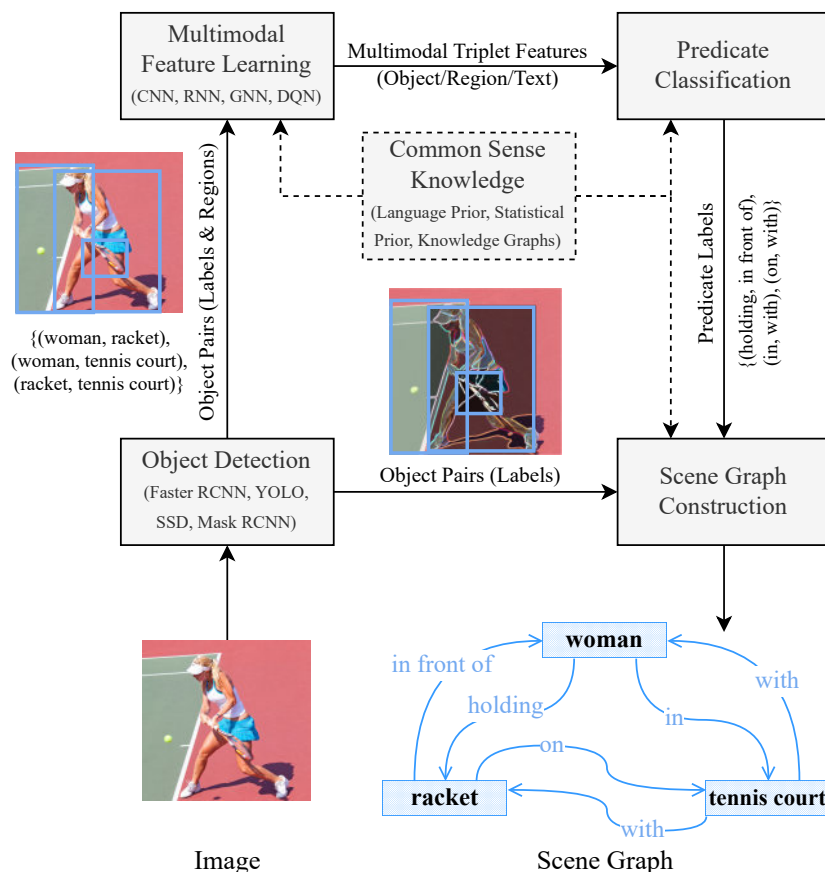 Multimodal
Feature Learning
(CNN, RNN, GNN, DQN)
Multimodal Triplet Features
(Object/Region/Text)
Predicate
Classification
Common Sense
Knowledge
(Language Prior, Statistical
Prior, Knowledge Graphs)
{(woman, racket),
(woman, tennis court),
(racket, tennis court)}
Object Pairs (Labels & Regions)
Predicate Labels
{(holding, in front of),
(in, with), (on, with)}
Object Detection
(Faster RCNN, YOLO,
SSD, Mask RCNN)
Object Pairs (Labels)
Scene Graph
Construction
woman
in front of
with
holding
in
on
racket
tennis court
with
Image
Scene Graph